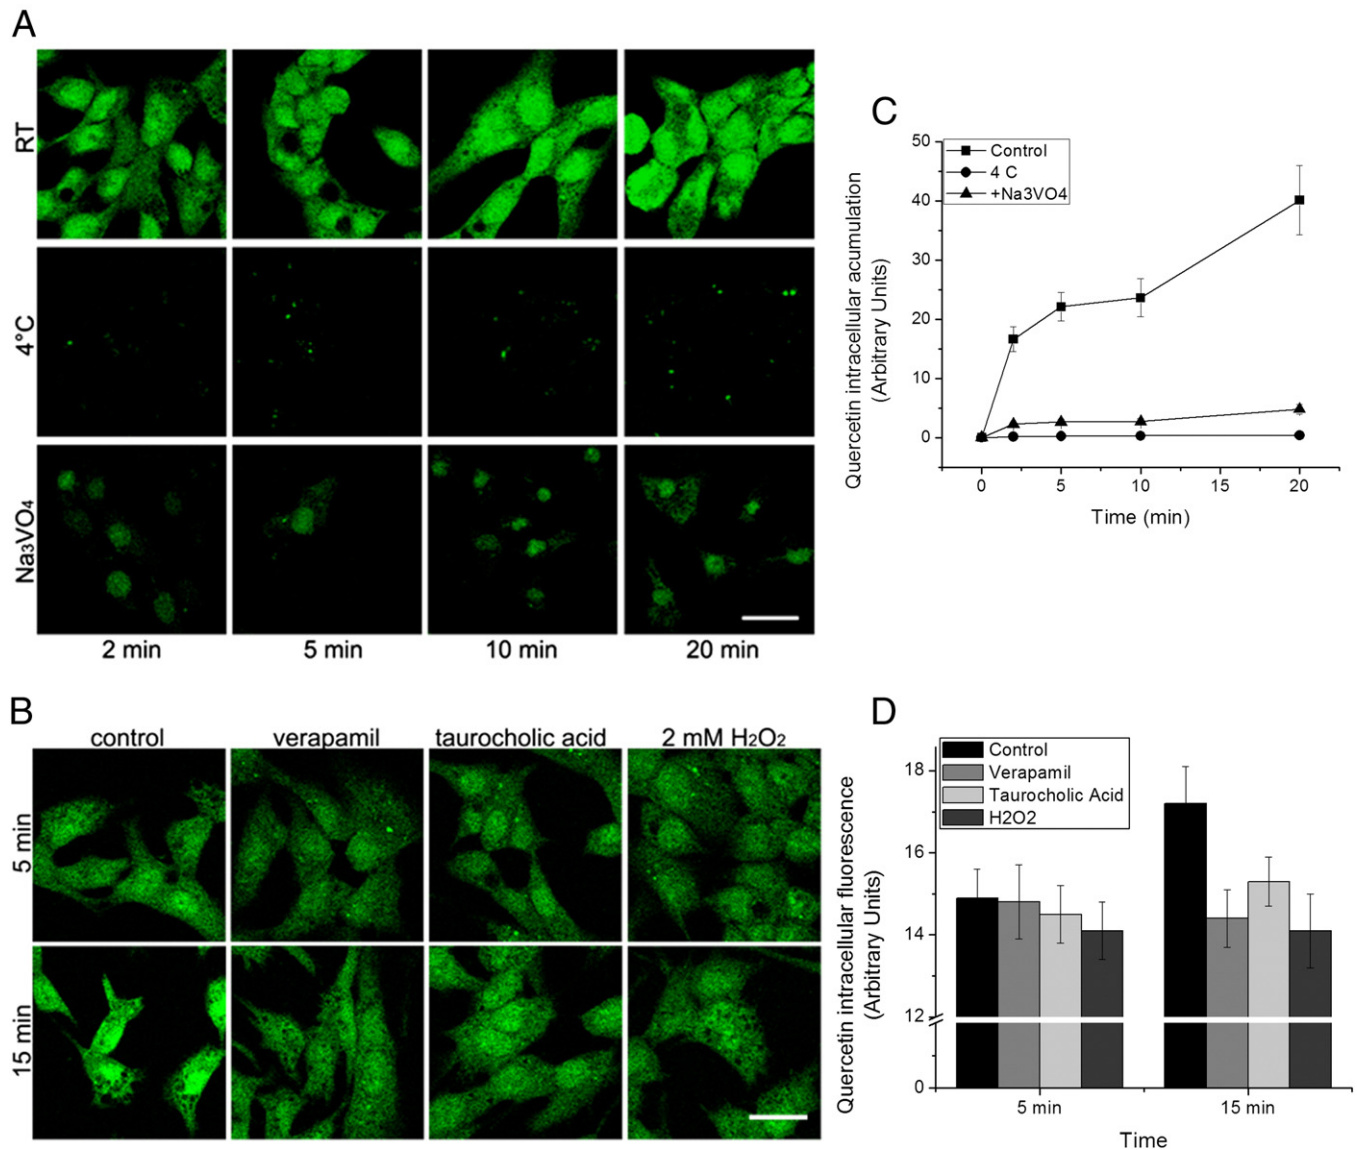 A
RT
4°C
Na3VO4
2 min
5 min
10 min
20 min
B
control
verapamil
taurocholic acid
2 mM H2O2
5 min
15 min
C
Quercetin intracellular acumulation
(Arbitrary Units)
50
40
30
20
10
0
Control
4 C
+Na3VO4
0
5
10
15
20
Time (min)
D
Quercetin intracellular fluorescence
(Arbitrary Units)
18
16
14
12
0
Control
Verapamil
Taurocholic Acid
H2O2
5 min
15 min
Time